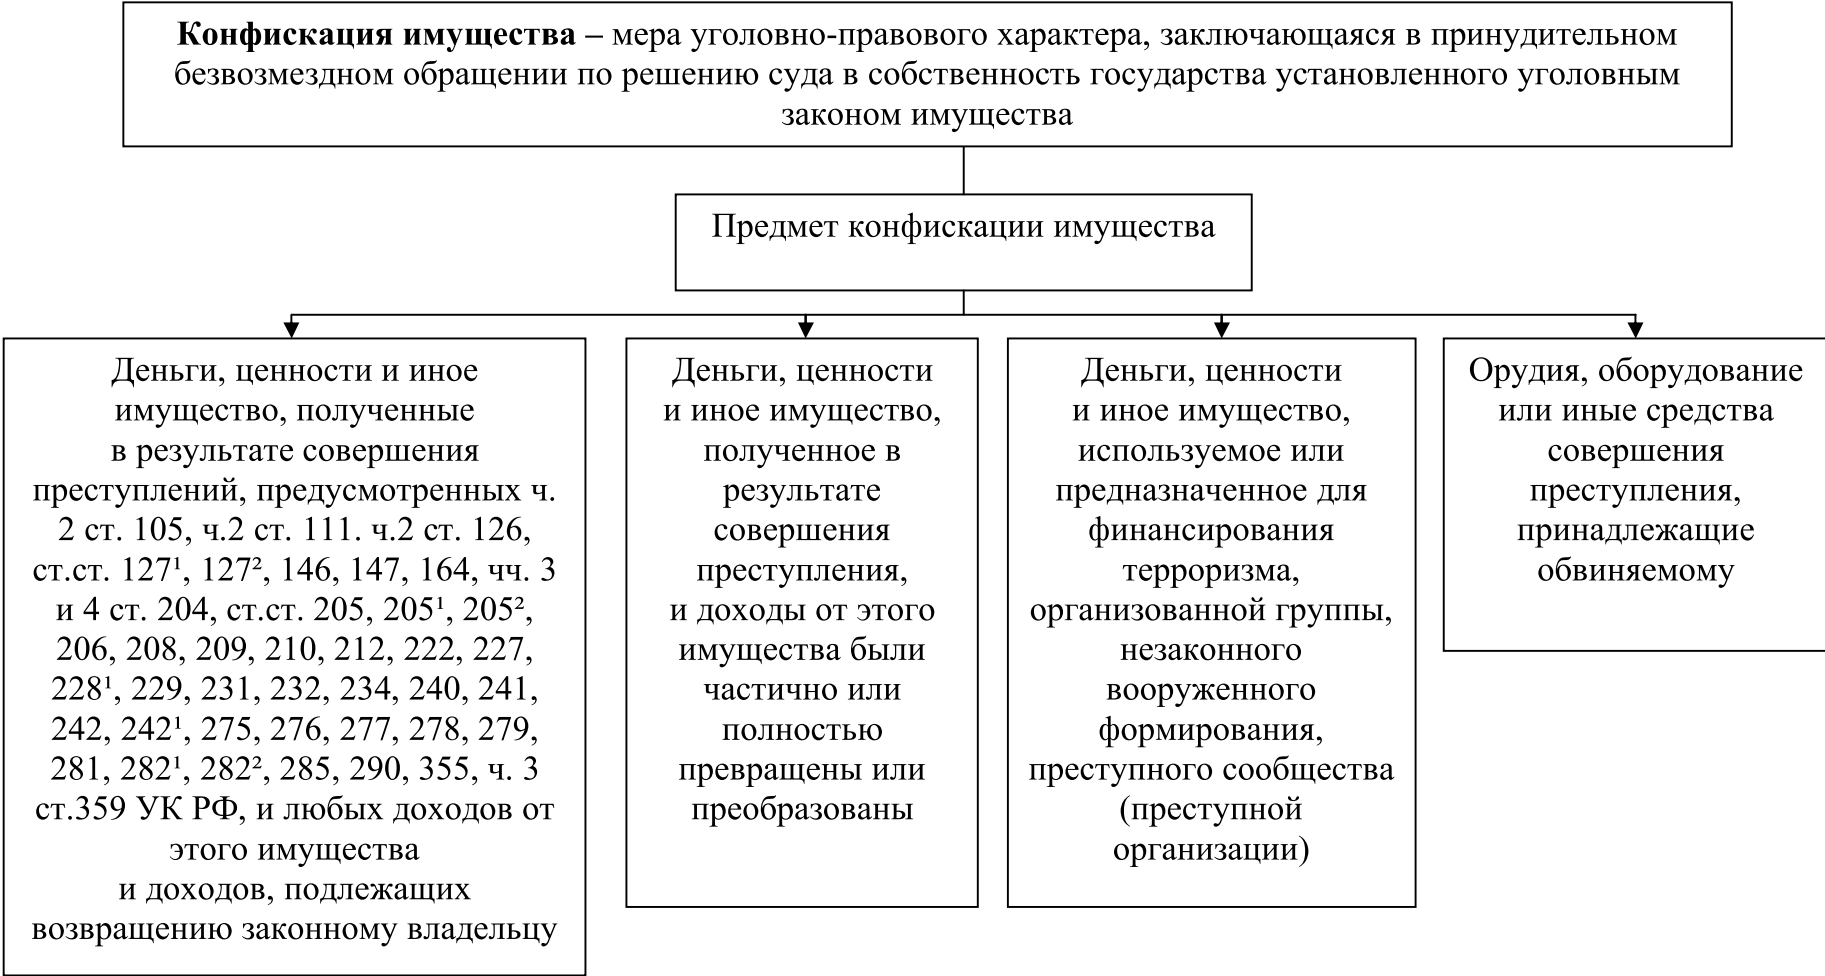 Конфискация имущества – мера уголовно-правового характера, заключающаяся в принудительном
безвозмездном обращении по решению суда в собственность государства установленного уголовным
законом имущества
Предмет конфискации имущества
Деньги, ценности и иное
имущество, полученные
в результате совершения
преступлений, предусмотренных ч.
2 ст. 105, ч.2 ст. 111. ч.2 ст. 126,
ст.ст. 127¹, 127², 146, 147, 164, чч. 3
и 4 ст. 204, ст.ст. 205, 205¹, 205²,
206, 208, 209, 210, 212, 222, 227,
228¹, 229, 231, 232, 234, 240, 241,
242, 242¹, 275, 276, 277, 278, 279,
281, 282¹, 282², 285, 290, 355, ч. 3
ст.359 УК РФ, и любых доходов от
этого имущества
и доходов, подлежащих
возвращению законному владельцу
Деньги, ценности
и иное имущество,
полученное в
результате
совершения
преступления,
и доходы от этого
имущества были
частично или
полностью
превращены или
преобразованы
Деньги, ценности
и иное имущество,
используемое или
предназначенное для
финансирования
терроризма,
организованной группы,
незаконного
вооруженного
формирования,
преступного сообщества
(преступной
организации)
Орудия, оборудование
или иные средства
совершения
преступления,
принадлежащие
обвиняемому